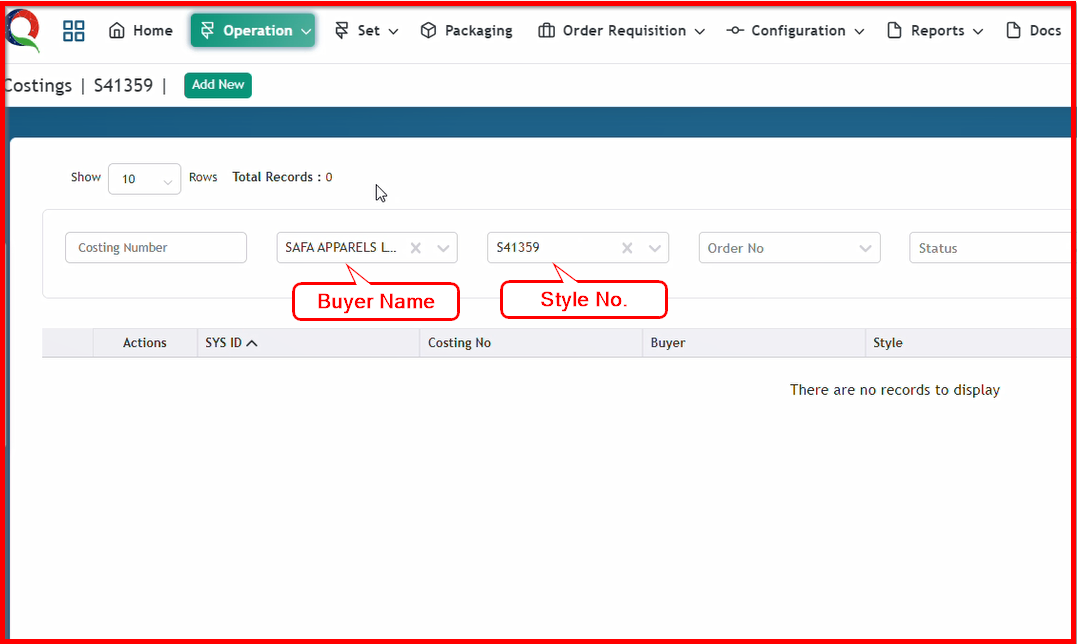 Home Operation Set Packaging Order Requisition Configuration Reports Docs
Costings | S41359 | Add New
Show 10 Rows Total Records : 0
Costing Number SAFA APPARELS L... S41359 Order No Status
Buyer Name Style No.
Actions SYS ID Costing No Buyer Style
There are no records to display